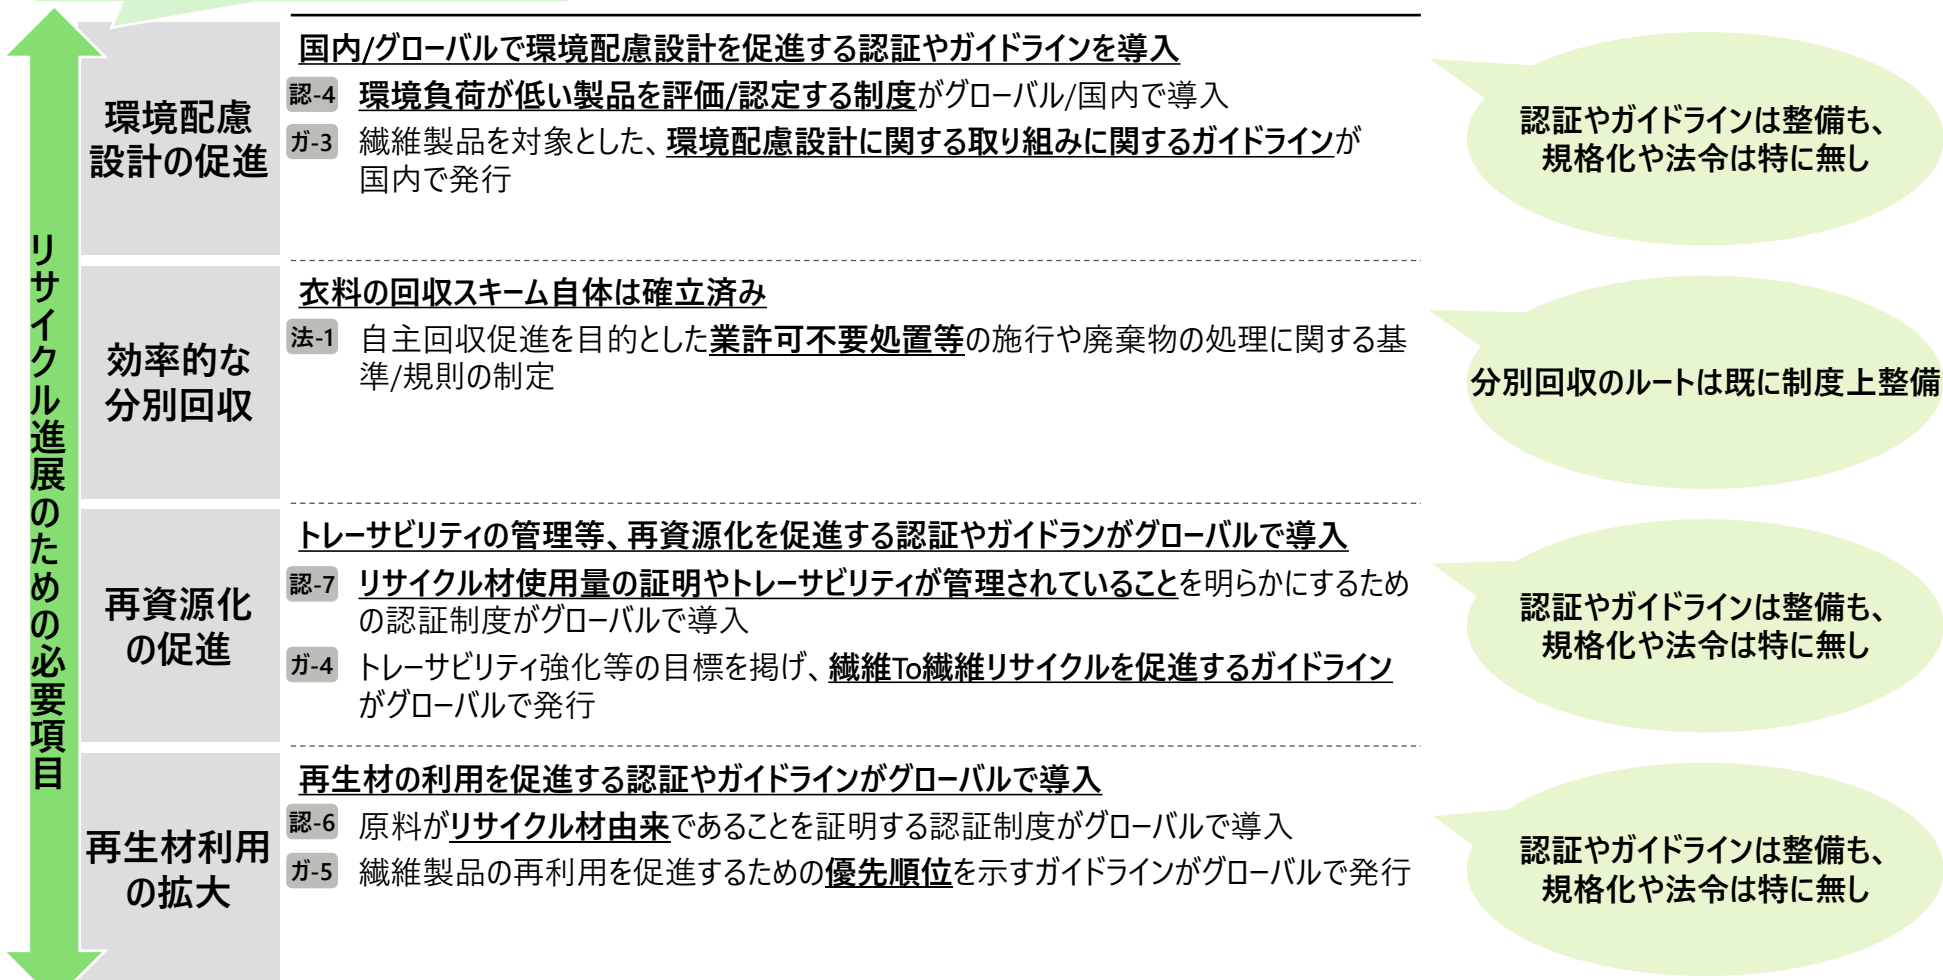 リサイクル進展のための必要項目
環境配慮
設計の促進
国内/グローバルで環境配慮設計を促進する認証やガイドラインを導入
認-4 環境負荷が低い製品を評価/認定する制度がグローバル/国内で導入
ガ-3 繊維製品を対象とした、環境配慮設計に関する取り組みに関するガイドラインが
国内で発行
認証やガイドラインは整備も、
規格化や法令は特に無し
効率的な
分別回収
衣料の回収スキーム自体は確立済み
法-1 自主回収促進を目的とした業許可不要処置等の施行や廃棄物の処理に関する基
準/規則の制定
分別回収のルートは既に制度上整備
再資源化
の促進
トレーサビリティの管理等、再資源化を促進する認証やガイドランがグローバルで導入
認-7 リサイクル材使用量の証明やトレーサビリティが管理されていることを明らかにするため
の認証制度がグローバルで導入
ガ-4 トレーサビリティ強化等の目標を掲げ、繊維To繊維リサイクルを促進するガイドライン
がグローバルで発行
認証やガイドラインは整備も、
規格化や法令は特に無し
再生材利用
の拡大
再生材の利用を促進する認証やガイドラインがグローバルで導入
認-6 原料がリサイクル材由来であることを証明する認証制度がグローバルで導入
ガ-5 繊維製品の再利用を促進するための優先順位を示すガイドラインがグローバルで発行
認証やガイドラインは整備も、
規格化や法令は特に無し